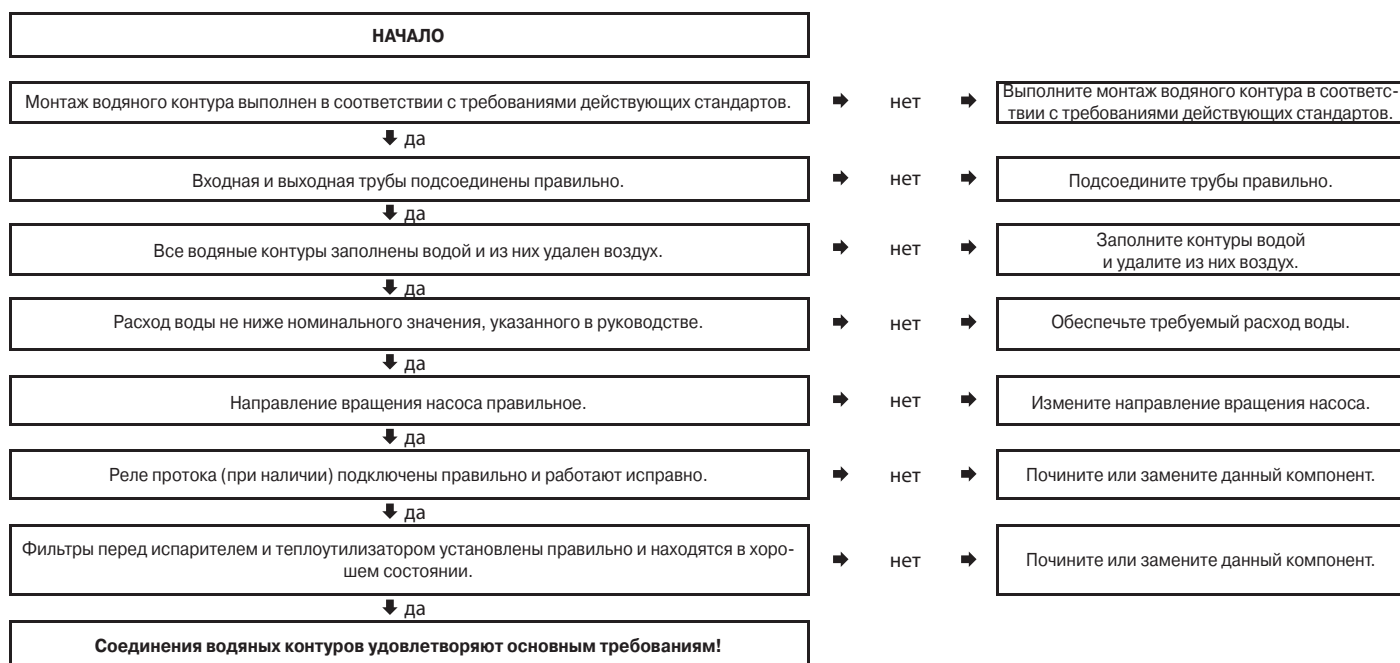 НАЧАЛО
Монтаж водяного контура выполнен в соответствии с требованиями действующих стандартов.
нет
Выполните монтаж водяного контура в соответс-
твии с требованиями действующих стандартов.
да
Входная и выходная трубы подсоединены правильно.
нет
Подсоедините трубы правильно.
да
Все водяные контуры заполнены водой и из них удален воздух.
нет
Заполните контуры водой
и удалите из них воздух.
да
Расход воды не ниже номинального значения, указанного в руководстве.
нет
Обеспечьте требуемый расход воды.
да
Направление вращения насоса правильное.
нет
Измените направление вращения насоса.
да
Реле протока (при наличии) подключены правильно и работают исправно.
нет
Почините или замените данный компонент.
да
Фильтры перед испарителем и теплоутилизатором установлены правильно и находятся в хоро-
шем состоянии.
нет
Почините или замените данный компонент.
да
Соединения водяных контуров удовлетворяют основным требованиям!